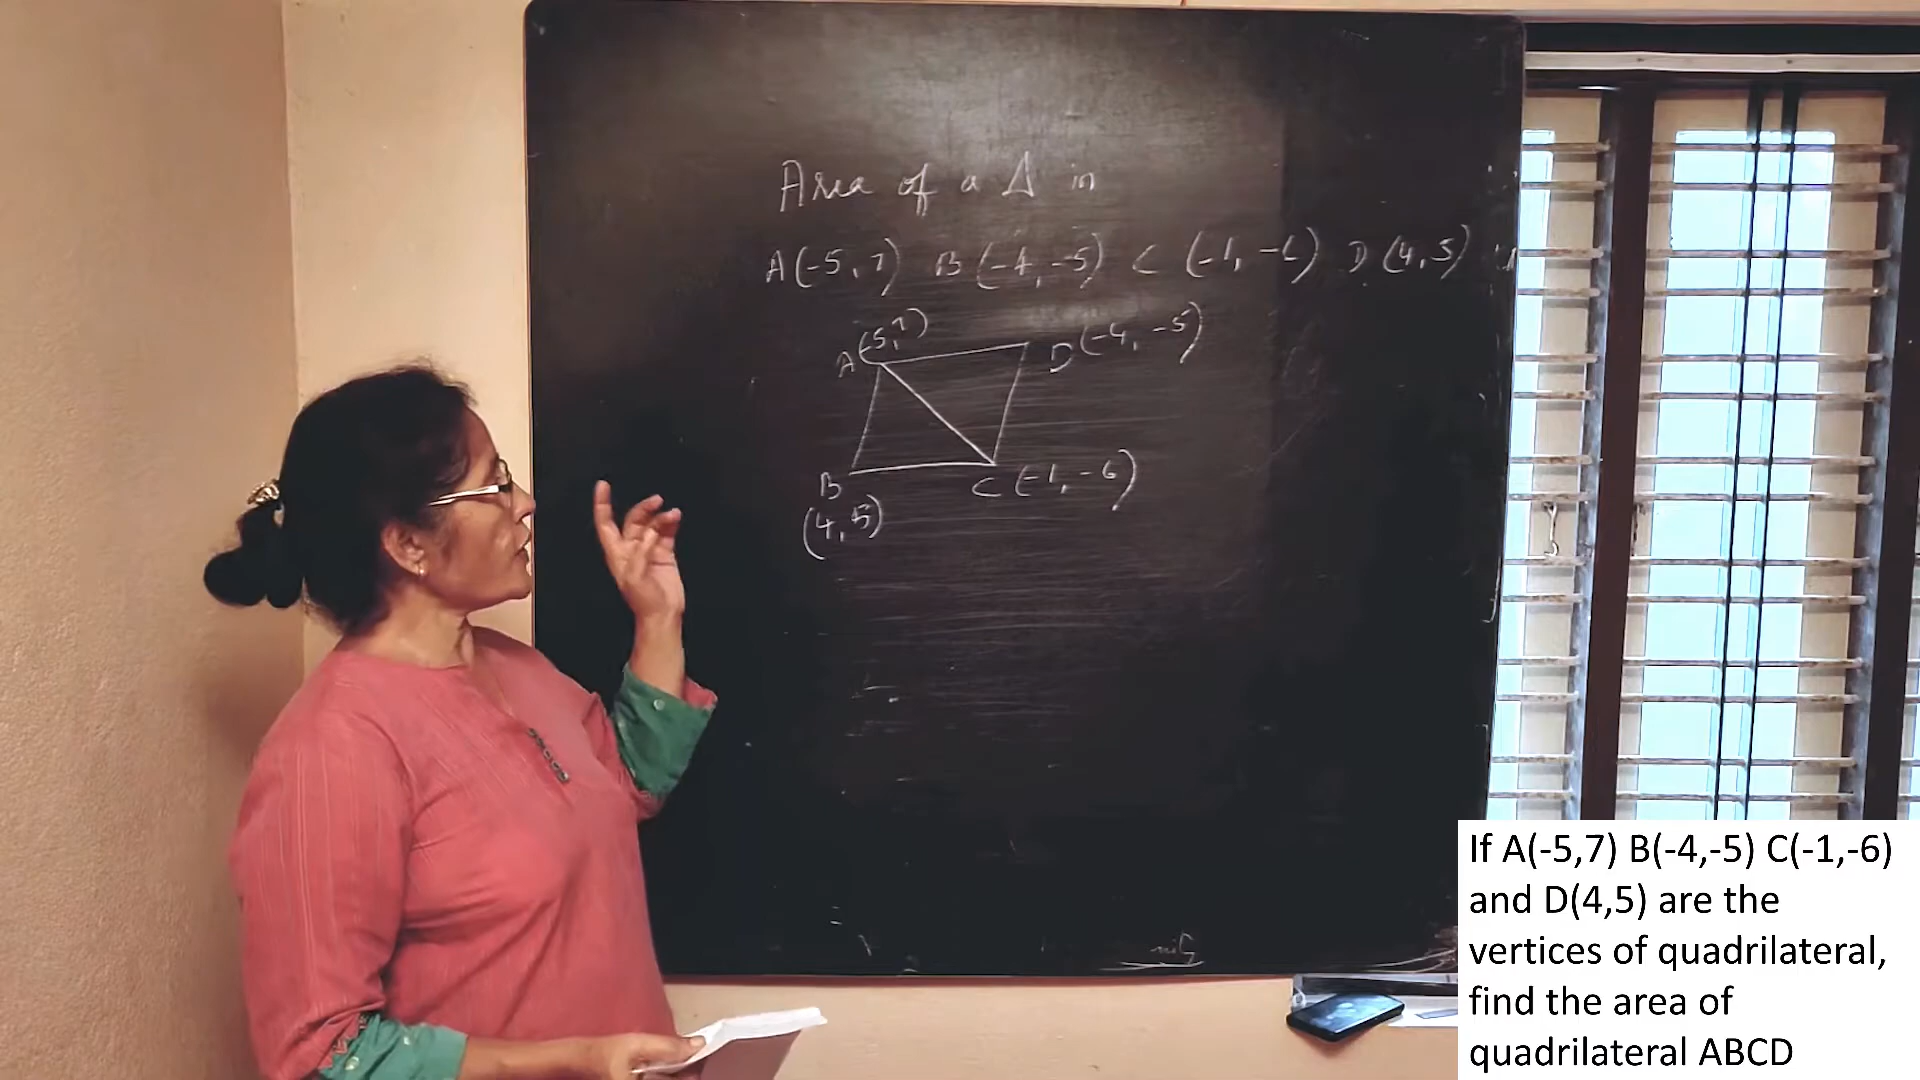 Area of a Δ in
A(-5,7) B(-4,-5) C(-1,-6) D(4,5)
A(-5,7) D(-4,-5)
B C(-1,-6)
(4,5)
If A(-5,7) B(-4,-5) C(-1,-6)
and D(4,5) are the
vertices of quadrilateral,
find the area of
quadrilateral ABCD